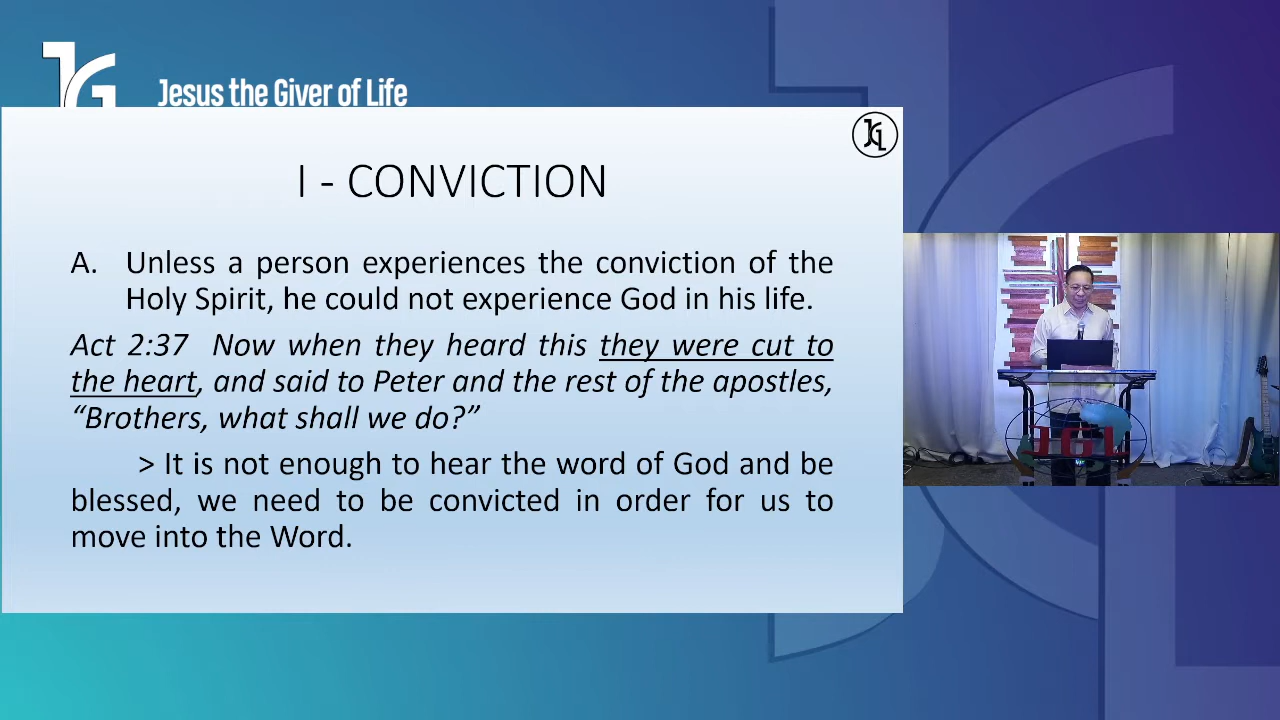 Jesus the Giver of Life
I - CONVICTION
A. Unless a person experiences the conviction of the
Holy Spirit, he could not experience God in his life.
Act 2:37 Now when they heard this they were cut to
the heart, and said to Peter and the rest of the apostles,
“Brothers, what shall we do?”
> It is not enough to hear the word of God and be
blessed, we need to be convicted in order for us to
move into the Word.
JGL